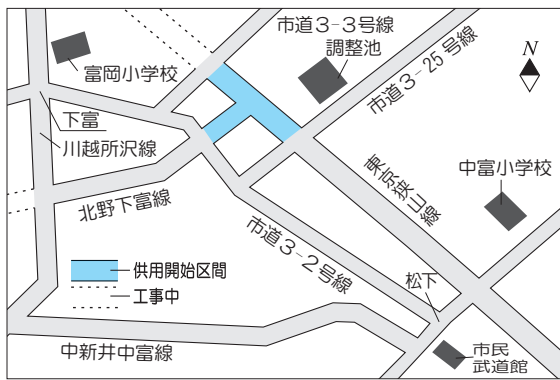 市道3-3号線
調整池
富岡小学校
市道3-25号線
N
下富
川越所沢線
東京狭山線
中富小学校
北野下富線
市道3-2号線
供用開始区間
工事中
松下
中新井中富線
市民
武道館